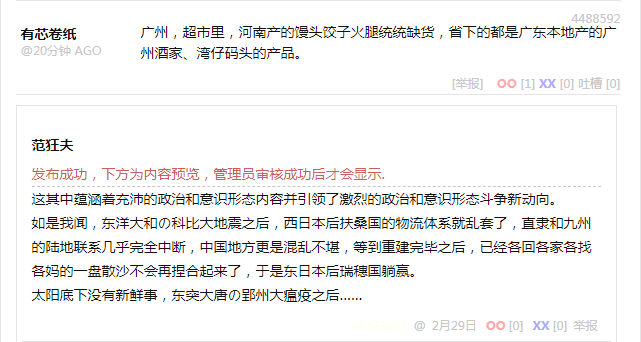 4488592
有芯卷纸
@20分钟 AGO
广州，超市里，河南产的馒头饺子火腿统统缺货，省下的都是广东本地产的广
州酒家、湾仔码头的产品。
[举报] OO [1] XX [0] 吐槽 [0]
范狂夫
发布成功，下方为内容预览，管理员审核成功后才会显示.
这其中蕴涵着充沛的政治和意识形态内容并引领了激烈的政治和意识形态斗争新动向。
如是我闻，东洋大和の科比大地震之后，西日本后扶桑国的物流体系就乱套了，直隶和九州
的陆地联系几乎完全中断，中国地方更是混乱不堪，等到重建完毕之后，已经各回各家各找
各妈的一盘散沙不会再捏合起来了，于是东日本后瑞穗国躺赢。
太阳底下没有新鲜事，东突大唐の郢州大瘟疫之后……
@ 2月29日 OO [0] XX [0] 举报